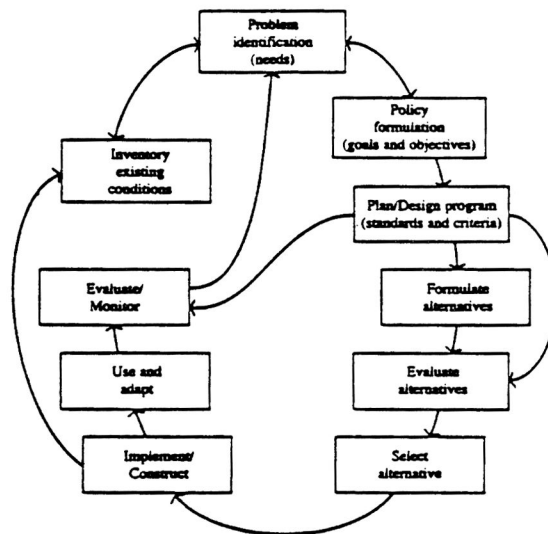 Problem
identification
(needs)
Policy
formulation
(goals and objectives)
Inventory
existing
conditions
Plan/Design program
(standards and criteria)
Evaluate/
Monitor
Formulate
alternatives
Use and
adapt
Evaluate
alternatives
Implement/
Construct
Select
alternative